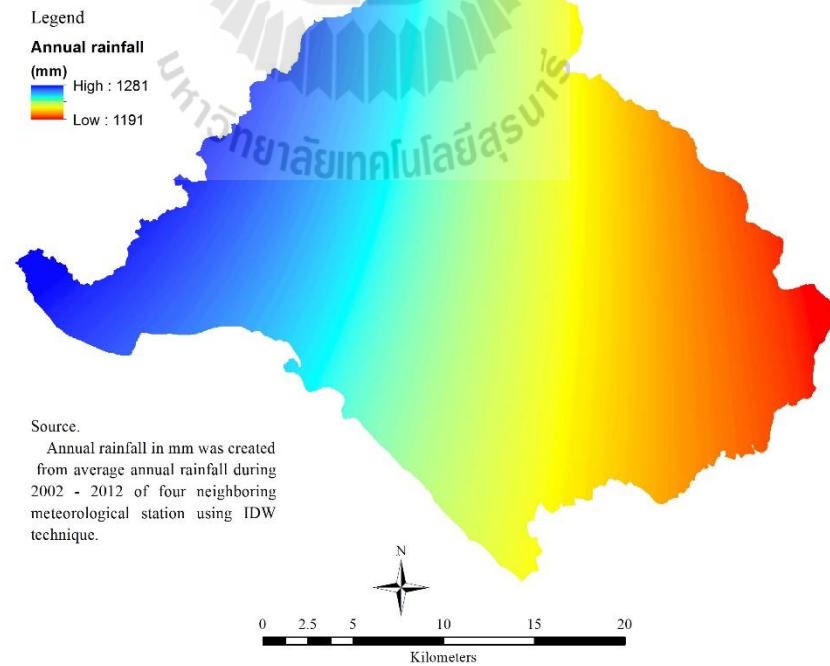 Legend
Annual rainfall
(mm)
High : 1281
Low : 1191
มหาวิทยาลัยเทคโนโลยีสุรนารี
Source.
Annual rainfall in mm was created
from average annual rainfall during
2002 - 2012 of four neighboring
meteorological station using IDW
technique.
N
0 2.5 5 10 15 20
Kilometers